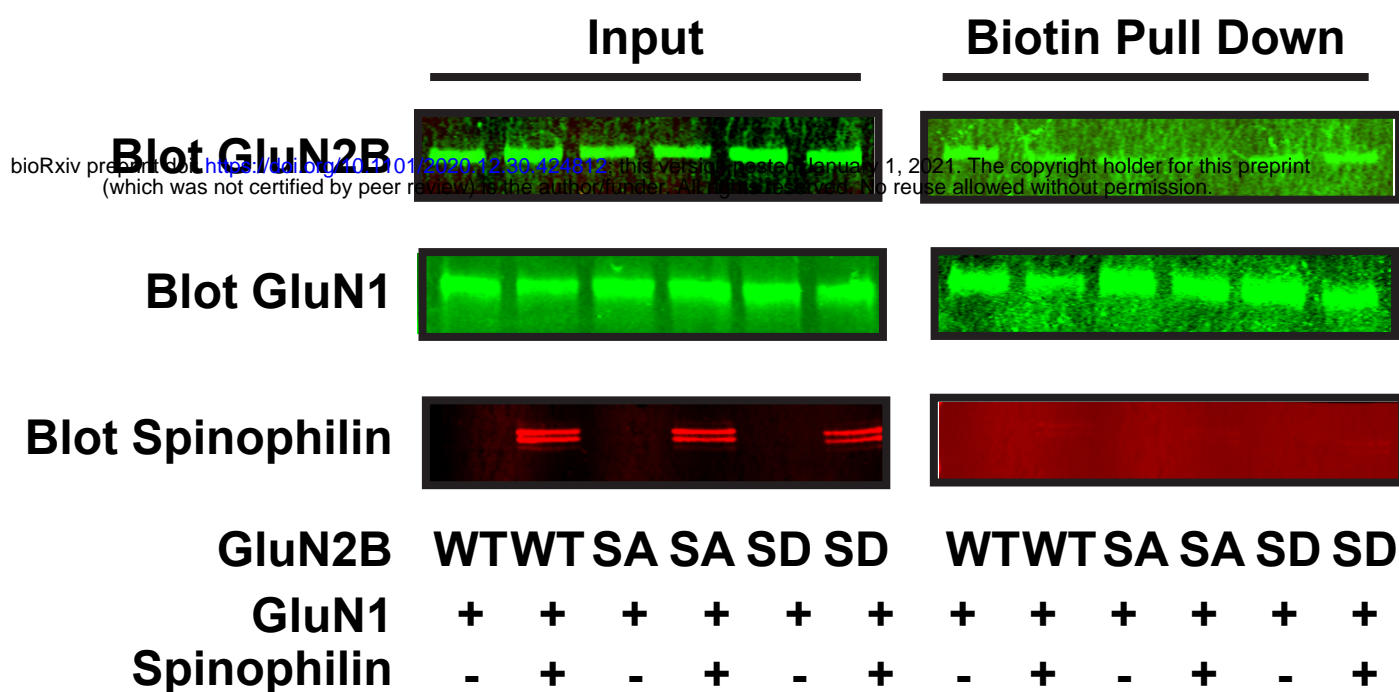 Input Biotin Pull Down
Blot GluN2B
bioRxiv preprint doi: https://doi.org/10.1101/2020.12.30.424812; this version posted January 1, 2021. The copyright holder for this preprint
(which was not certified by peer review) is the author/funder. All rights reserved. No reuse allowed without permission.
Blot GluN1
Blot Spinophilin
GluN2B WT WT SA SA SD SD WT WT SA SA SD SD
GluN1 + + + + + + + + + + + +
Spinophilin - + - + - + - + - + - +